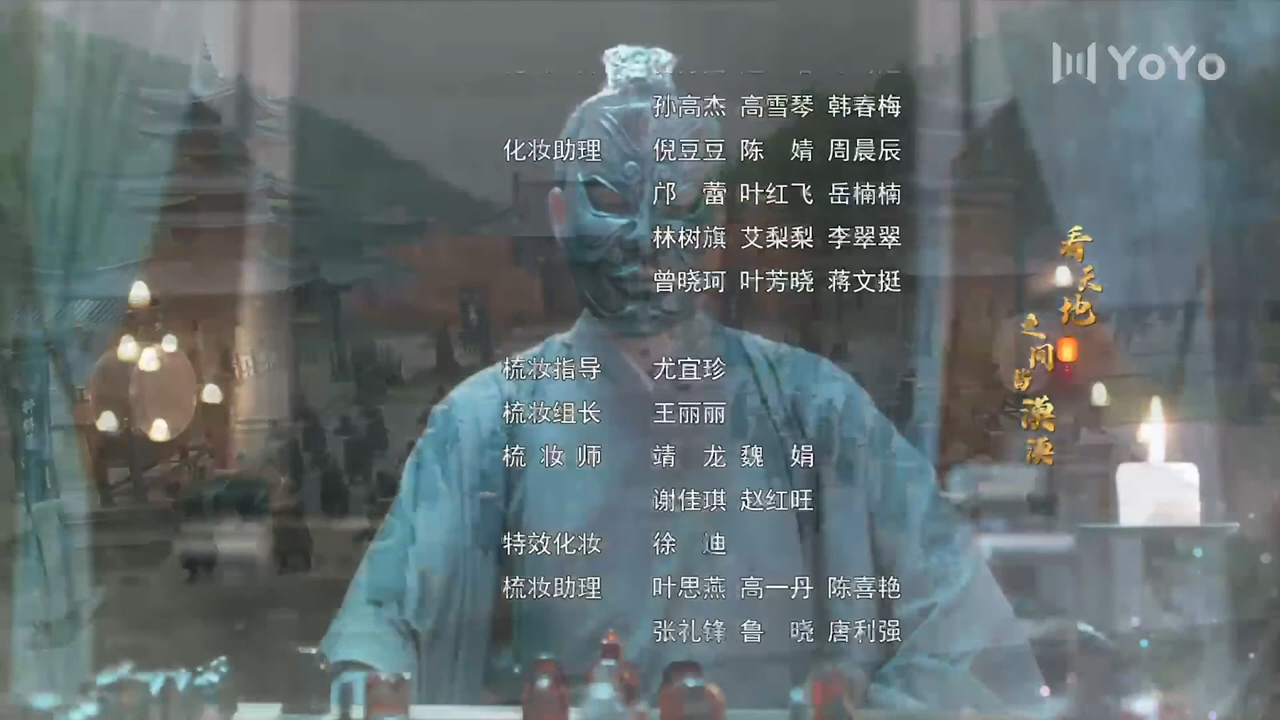 YoYo
孙高杰 高雪琴 韩春梅
化妆助理 倪豆豆 陈 婧 周晨辰
邝 蕾 叶红飞 岳楠楠
林树旗 艾梨梨 李翠翠
曾晓珂 叶芳晓 蒋文挺
梳妆指导 尤宜珍
梳妆组长 王丽丽
梳 妆 师 靖 龙 魏 娟
谢佳琪 赵红旺
特效化妆 徐 迪
梳妆助理 叶思燕 高一丹 陈喜艳
张礼锋 鲁 晓 唐利强
看天地
之间的
漠漠